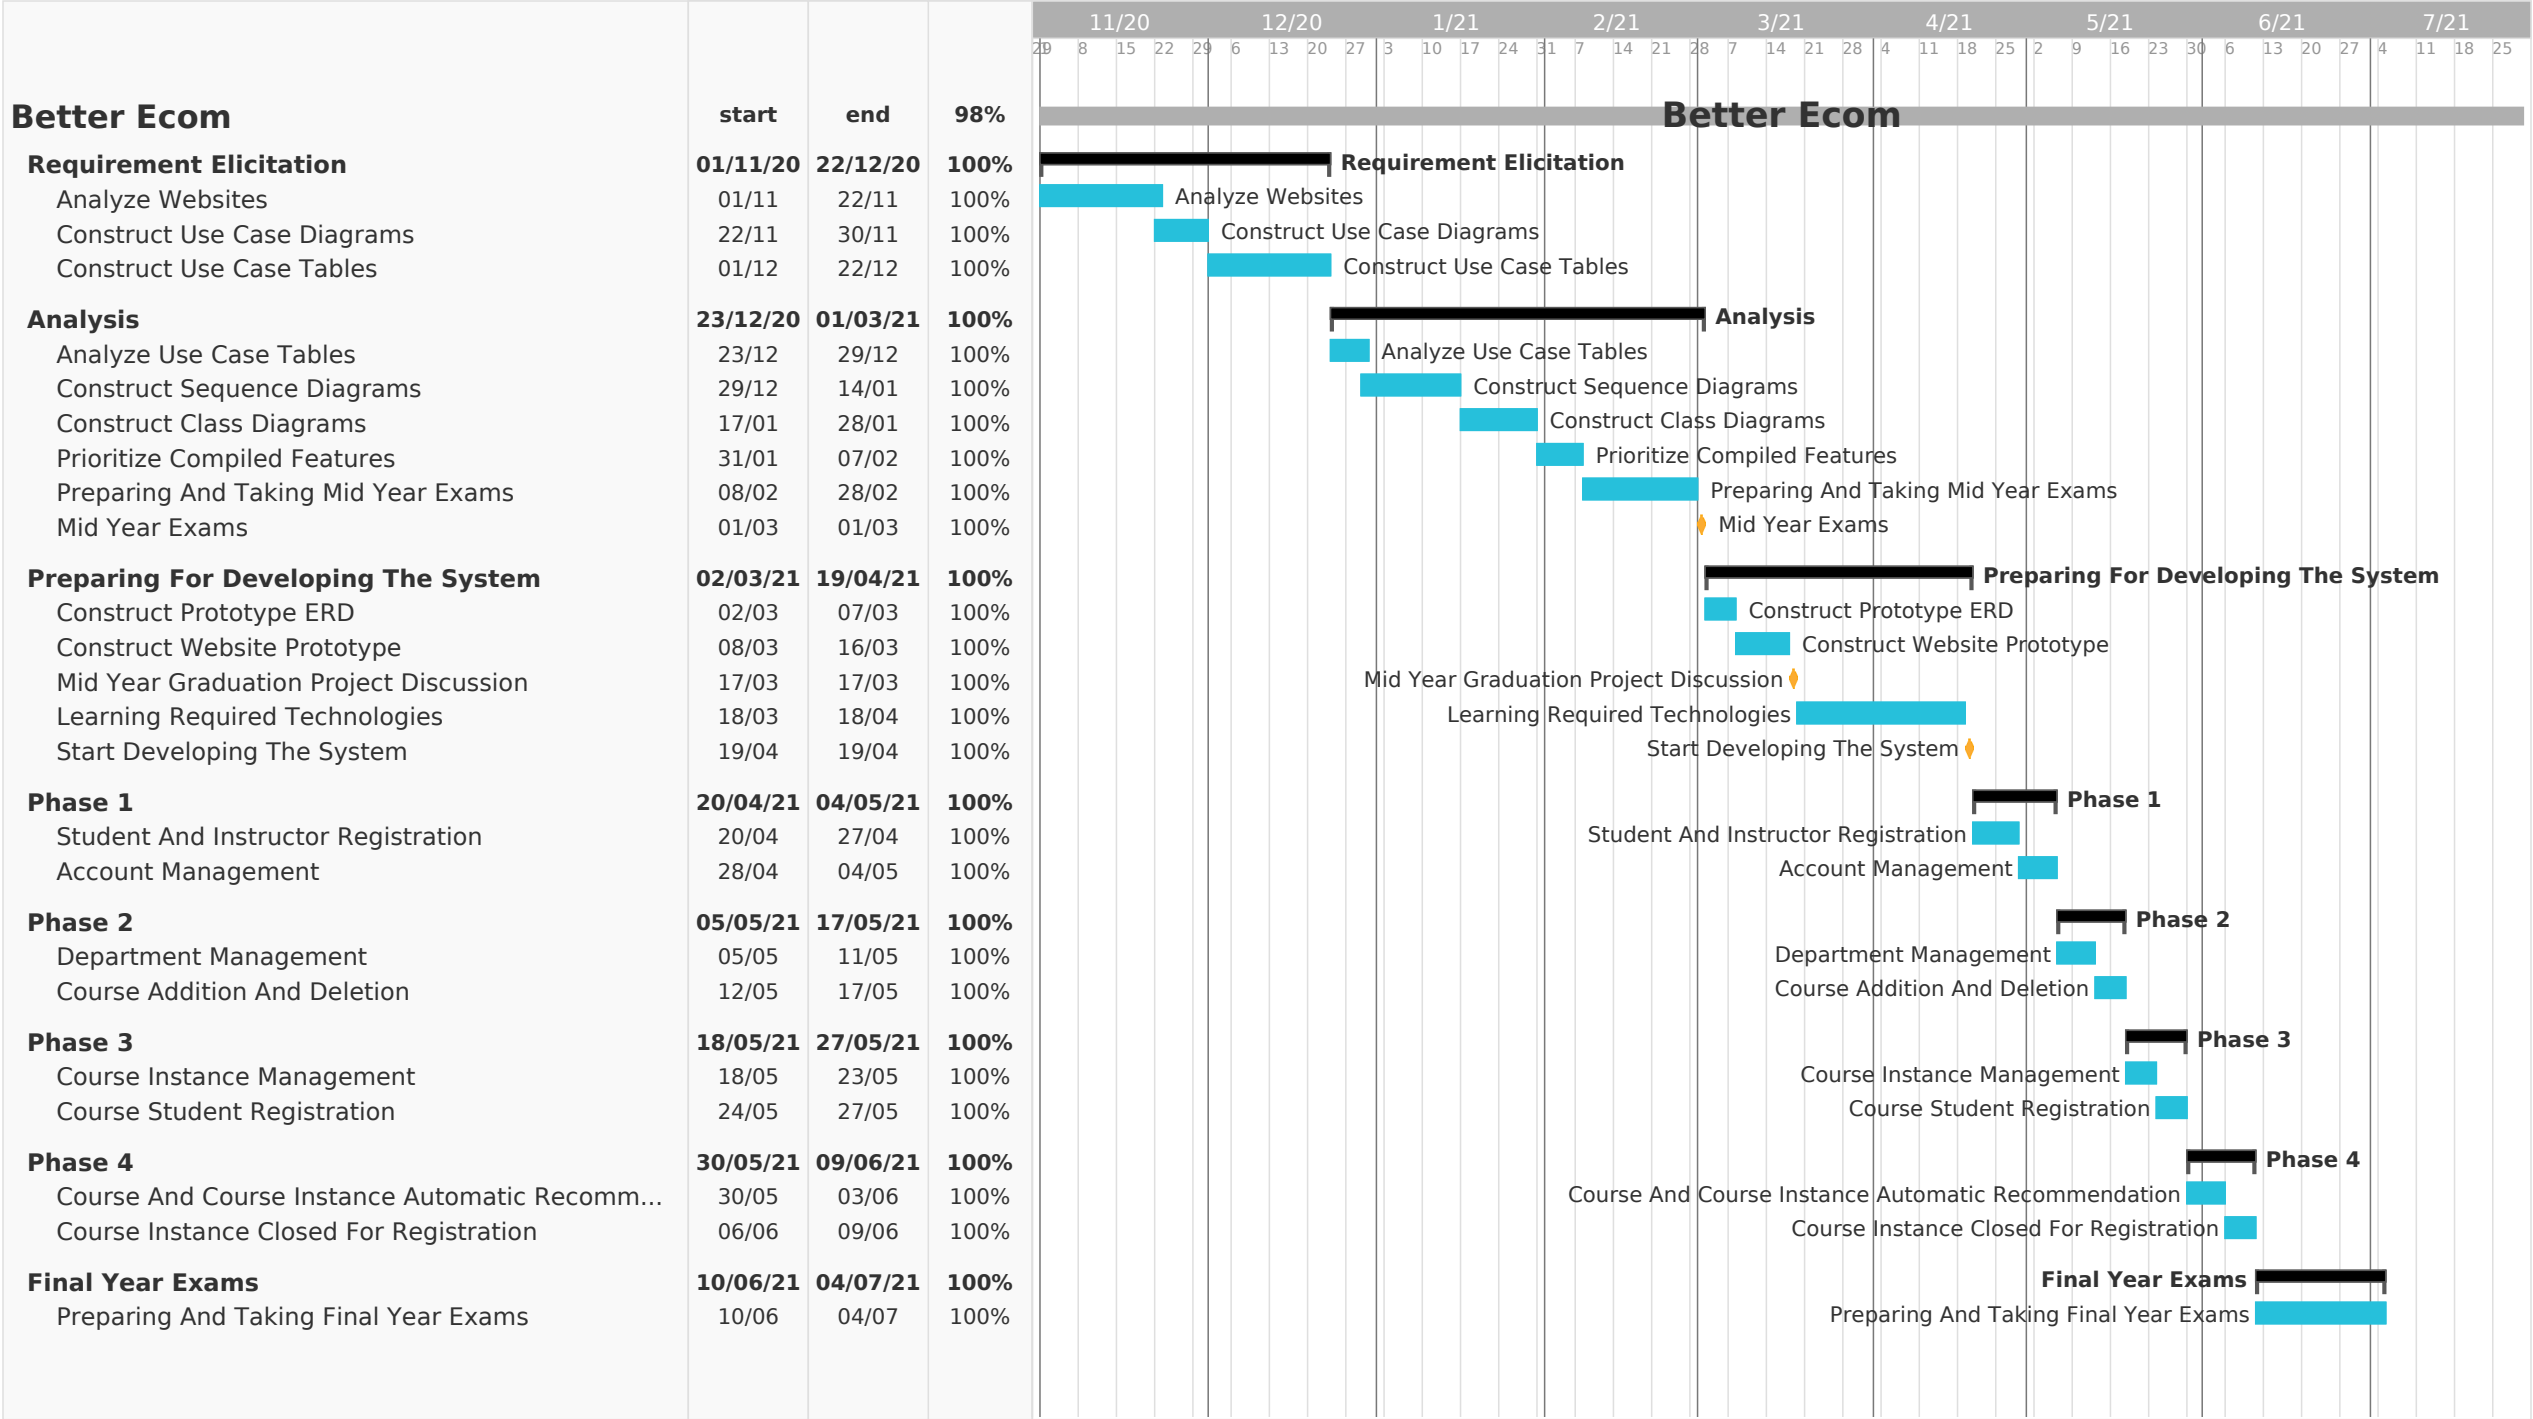 11/20 12/20 1/21 2/21 3/21 4/21 5/21 6/21 7/21
29 1 8 15 22 29 6 13 20 27 3 10 17 24 31 7 14 21 28 7 14 21 28 4 11 18 25 2 9 16 23 30 6 13 20 27 4 11 18 25
Better Ecom start end 98% Better Ecom
Requirement Elicitation 01/11/20 22/12/20 100% Requirement Elicitation
Analyze Websites 01/11 22/11 100% Analyze Websites
Construct Use Case Diagrams 22/11 30/11 100% Construct Use Case Diagrams
Construct Use Case Tables 01/12 22/12 100% Construct Use Case Tables
Analysis 23/12/20 01/03/21 100% Analysis
Analyze Use Case Tables 23/12 29/12 100% Analyze Use Case Tables
Construct Sequence Diagrams 29/12 14/01 100% Construct Sequence Diagrams
Construct Class Diagrams 17/01 28/01 100% Construct Class Diagrams
Prioritize Compiled Features 31/01 07/02 100% Prioritize Compiled Features
Preparing And Taking Mid Year Exams 08/02 28/02 100% Preparing And Taking Mid Year Exams
Mid Year Exams 01/03 01/03 100% Mid Year Exams
Preparing For Developing The System 02/03/21 19/04/21 100% Preparing For Developing The System
Construct Prototype ERD 02/03 07/03 100% Construct Prototype ERD
Construct Website Prototype 08/03 16/03 100% Construct Website Prototype
Mid Year Graduation Project Discussion 17/03 17/03 100% Mid Year Graduation Project Discussion
Learning Required Technologies 18/03 18/04 100% Learning Required Technologies
Start Developing The System 19/04 19/04 100% Start Developing The System
Phase 1 20/04/21 04/05/21 100% Phase 1
Student And Instructor Registration 20/04 27/04 100% Student And Instructor Registration
Account Management 28/04 04/05 100% Account Management
Phase 2 05/05/21 17/05/21 100% Phase 2
Department Management 05/05 11/05 100% Department Management
Course Addition And Deletion 12/05 17/05 100% Course Addition And Deletion
Phase 3 18/05/21 27/05/21 100% Phase 3
Course Instance Management 18/05 23/05 100% Course Instance Management
Course Student Registration 24/05 27/05 100% Course Student Registration
Phase 4 30/05/21 09/06/21 100% Phase 4
Course And Course Instance Automatic Recomm... 30/05 03/06 100% Course And Course Instance Automatic Recommendation
Course Instance Closed For Registration 06/06 09/06 100% Course Instance Closed For Registration
Final Year Exams 10/06/21 04/07/21 100% Final Year Exams
Preparing And Taking Final Year Exams 10/06 04/07 100% Preparing And Taking Final Year Exams